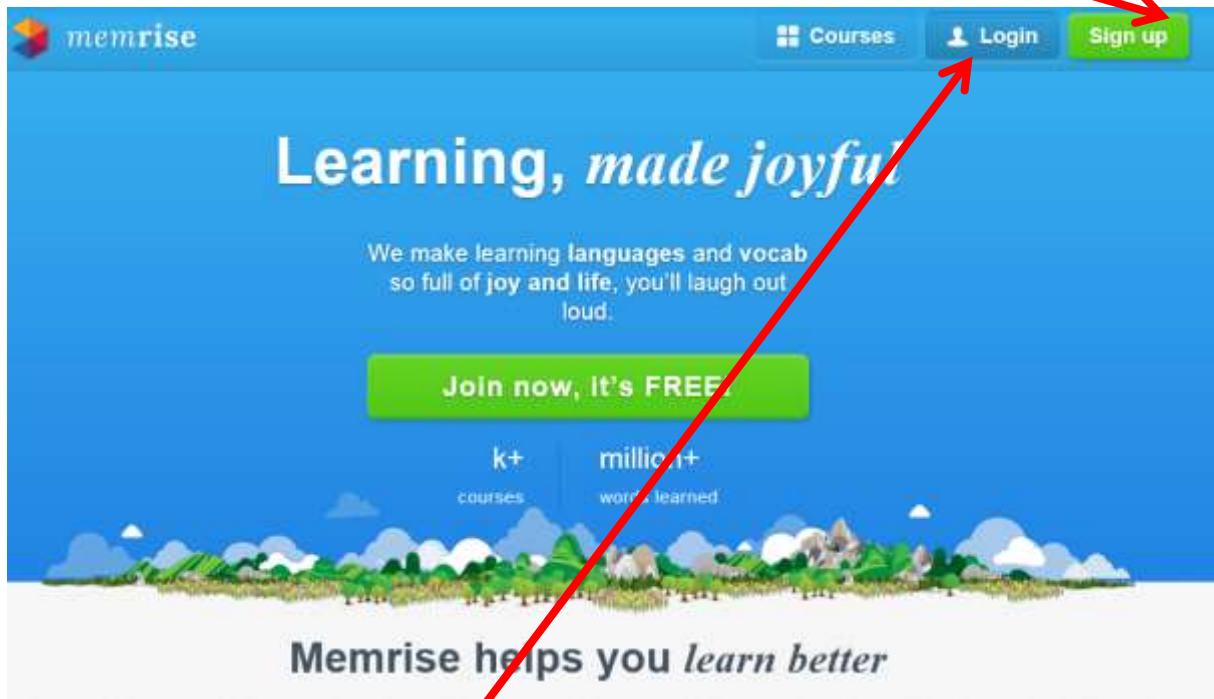 memrise
Courses
Login
Sign up
Learning, made joyful
We make learning languages and vocab
so full of joy and life, you'll laugh out
loud.
Join now, it's FREE!
k+ million+
courses words learned
Memrise helps you learn better